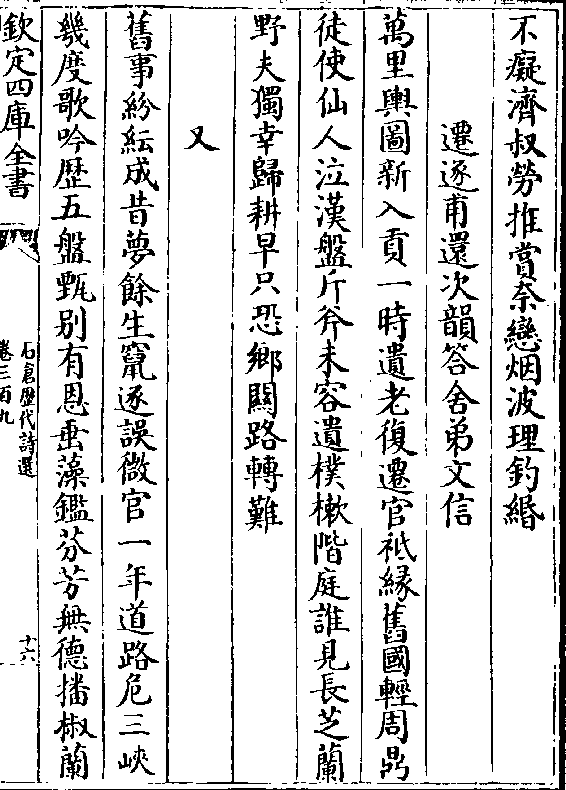 不癡濟叔勞推賞奈戀烟波理釣緡
遷逐甫還次韻答舍弟文信
萬里輿圖新入貢一時遺老復遷官祗緣舊國輕周鼎
徒使仙人泣漢盤斤斧未容遺樸樕階庭誰見長芝蘭
野夫獨幸歸耕早只恐鄉關路轉難
又
舊事紛紜成昔夢餘生竄逐誤微官一年道路危三峽
幾度歌吟歴五盤甄别有恩垂藻鑑芬芳無德播椒蘭
欽定四庫全書
石倉歴代詩選
卷三百九
十六